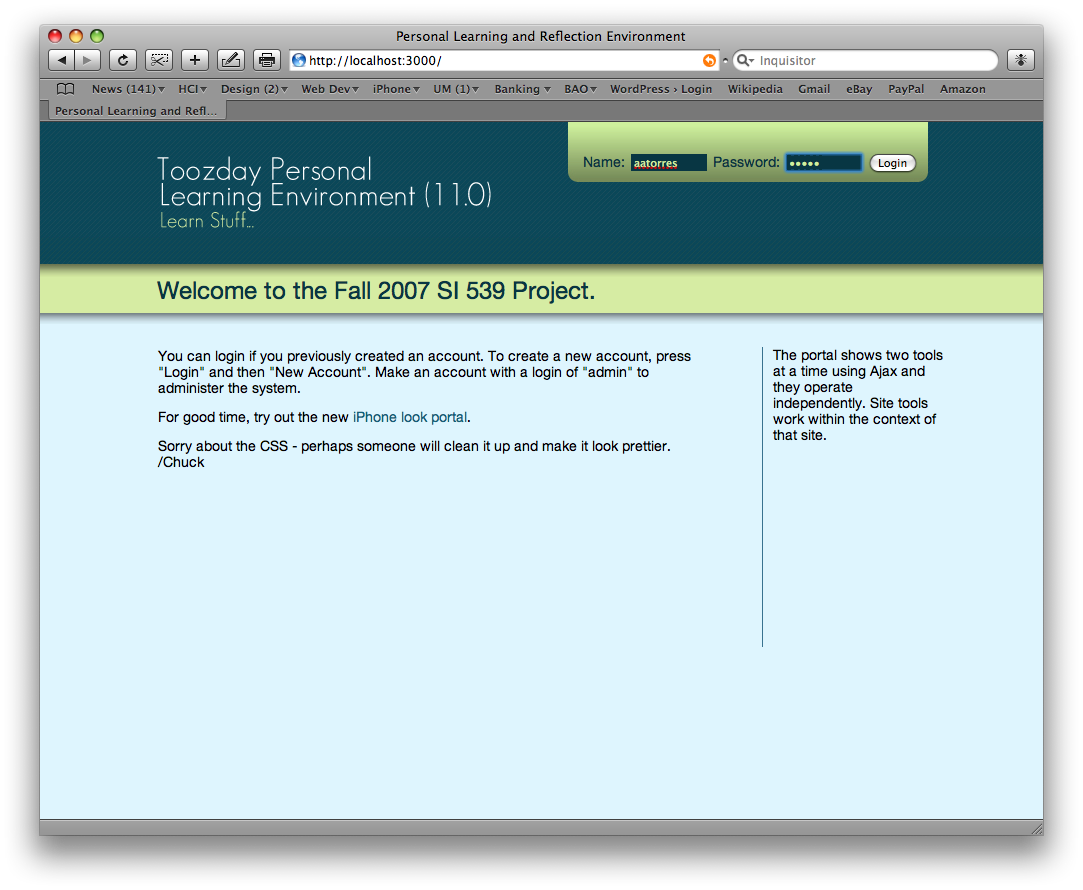 Personal Learning and Reflection Environment
http://localhost:3000/
Inquisitor
News (141) HCI Design (2) Web Dev iPhone UM (1) Banking BAO WordPress › Login Wikipedia Gmail eBay PayPal Amazon
Personal Learning and Refl...
Toozday Personal
Learning Environment (11.0)
Learn Stuff...
Name: aatorres Password: ••••• Login
Welcome to the Fall 2007 SI 539 Project.
You can login if you previously created an account. To create a new account, press
"Login" and then "New Account". Make an account with a login of "admin" to
administer the system.
For good time, try out the new iPhone look portal.
Sorry about the CSS - perhaps someone will clean it up and make it look prettier.
/Chuck
The portal shows two tools
at a time using Ajax and
they operate
independently. Site tools
work within the context of
that site.